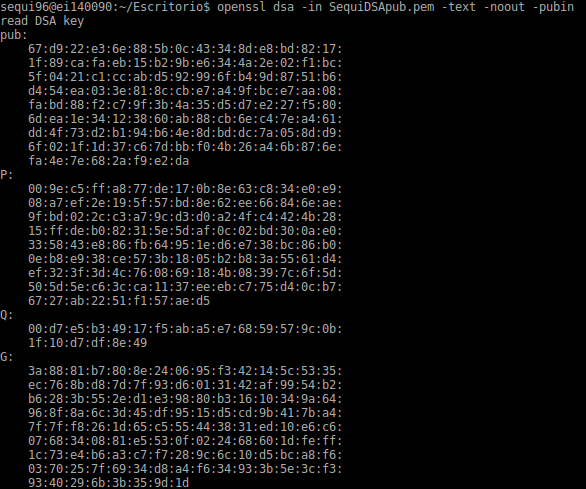 sequi96@ei140090:~/Escritorio$ openssl dsa -in SequiDSApub.pem -text -noout -pubin
read DSA key
pub:
67:d9:22:e3:6e:88:5b:0c:43:34:8d:e8:bd:82:17:
1f:89:ca:fa:eb:15:b2:9b:e6:34:4a:2e:02:f1:bc:
5f:04:21:c1:cc:ab:d5:92:99:6f:b4:9d:87:51:b6:
d4:54:ea:03:3e:81:8c:cb:e7:a4:9f:bc:e7:aa:08:
fa:bd:88:f2:c7:9f:3b:4a:35:d5:d7:e2:27:f5:80:
6d:ea:1e:34:12:38:60:ab:88:cb:6e:c4:7e:a4:61:
dd:4f:73:d2:b1:94:b6:4e:8d:bd:dc:7a:05:8d:d9:
6f:02:1f:1d:37:c6:7d:bb:f0:4b:26:a4:6b:87:6e:
fa:4e:7e:68:2a:f9:e2:da
P:
00:9e:c5:ff:a8:77:de:17:0b:8e:63:c8:34:e0:e9:
08:a7:ef:2e:19:5f:57:bd:8e:62:ee:66:84:6e:ae:
9f:bd:02:2c:c3:a7:9c:d3:d0:a2:4f:c4:42:4b:28:
15:ff:de:b0:82:31:5e:5d:af:0c:02:bd:30:0a:e0:
33:58:43:e8:86:fb:64:95:1e:d6:e7:38:bc:86:b0:
0e:b8:e9:38:ce:57:3b:18:05:b2:b8:3a:55:61:d4:
ef:32:3f:3d:4c:76:08:69:18:4b:08:39:7c:6f:5d:
50:5d:5e:c6:3c:ca:11:37:ee:eb:c7:75:d4:0c:b7:
67:27:ab:22:51:f1:57:ae:d5
Q:
00:d7:e5:b3:49:17:f5:ab:a5:e7:68:59:57:9c:0b:
1f:10:d7:df:8e:49
G:
3a:88:81:b7:80:8e:24:06:95:f3:42:14:5c:53:35:
ec:76:8b:d8:7d:7f:93:d6:01:31:42:af:99:54:b2:
b6:28:3b:55:2e:d1:e3:98:80:b3:16:10:34:9a:64:
96:8f:8a:6c:3d:45:df:95:15:d5:cd:9b:41:7b:a4:
7f:7f:f8:26:1d:65:c5:55:44:38:31:ed:10:e6:c6:
07:68:34:08:81:e5:53:0f:02:24:68:60:1d:fe:ff:
1c:73:e4:b6:a3:c7:f7:28:9c:6c:10:d5:bc:a8:f6:
03:70:25:7f:69:34:d8:a4:f6:34:93:3b:5e:3c:f3:
93:40:29:6b:3b:35:9d:1d